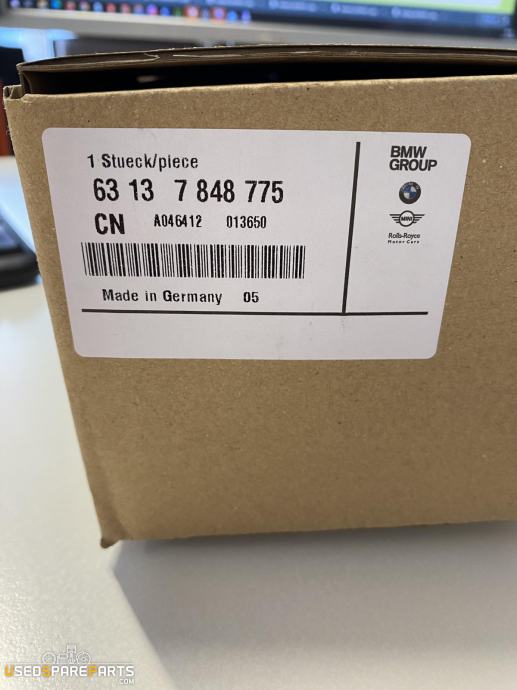 1 Stueck/piece
63 13 7 848 775
CN A046412 013650
Made in Germany 05
BMW
GROUP
MINI
Rolls-Royce
Motor Cars
USEDSPAREPARTS
.COM